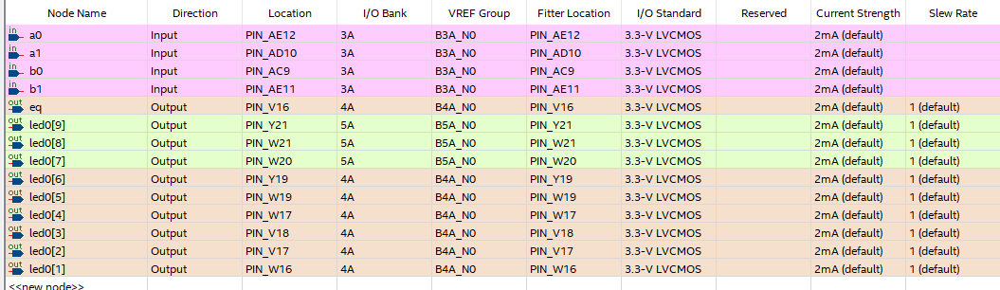 Node Name Direction Location I/O Bank VREF Group Fitter Location I/O Standard Reserved Current Strength Slew Rate
in a0 Input PIN_AE12 3A B3A_N0 PIN_AE12 3.3-V LVCMOS 2mA (default)
in a1 Input PIN_AD10 3A B3A_N0 PIN_AD10 3.3-V LVCMOS 2mA (default)
in b0 Input PIN_AC9 3A B3A_N0 PIN_AC9 3.3-V LVCMOS 2mA (default)
in b1 Input PIN_AE11 3A B3A_N0 PIN_AE11 3.3-V LVCMOS 2mA (default)
out eq Output PIN_V16 4A B4A_N0 PIN_V16 3.3-V LVCMOS 2mA (default) 1 (default)
out led0[9] Output PIN_Y21 5A B5A_N0 PIN_Y21 3.3-V LVCMOS 2mA (default) 1 (default)
out led0[8] Output PIN_W21 5A B5A_N0 PIN_W21 3.3-V LVCMOS 2mA (default) 1 (default)
out led0[7] Output PIN_W20 5A B5A_N0 PIN_W20 3.3-V LVCMOS 2mA (default) 1 (default)
out led0[6] Output PIN_Y19 4A B4A_N0 PIN_Y19 3.3-V LVCMOS 2mA (default) 1 (default)
out led0[5] Output PIN_W19 4A B4A_N0 PIN_W19 3.3-V LVCMOS 2mA (default) 1 (default)
out led0[4] Output PIN_W17 4A B4A_N0 PIN_W17 3.3-V LVCMOS 2mA (default) 1 (default)
out led0[3] Output PIN_V18 4A B4A_N0 PIN_V18 3.3-V LVCMOS 2mA (default) 1 (default)
out led0[2] Output PIN_V17 4A B4A_N0 PIN_V17 3.3-V LVCMOS 2mA (default) 1 (default)
out led0[1] Output PIN_W16 4A B4A_N0 PIN_W16 3.3-V LVCMOS 2mA (default) 1 (default)
<<new node>>